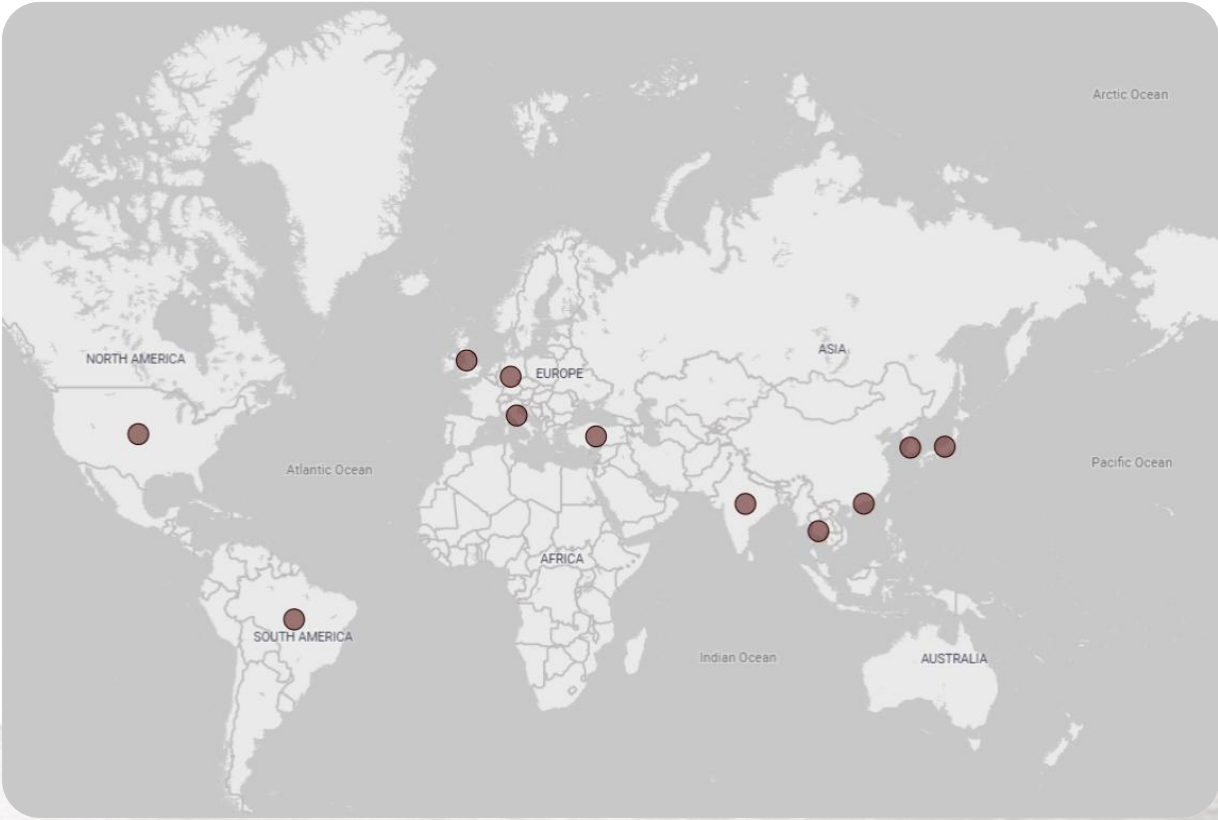 Arctic Ocean
ASIA
NORTH AMERICA
EUROPE
Pacific Ocean
Atlantic Ocean
AFRICA
SOUTH AMERICA
Indian Ocean
AUSTRALIA